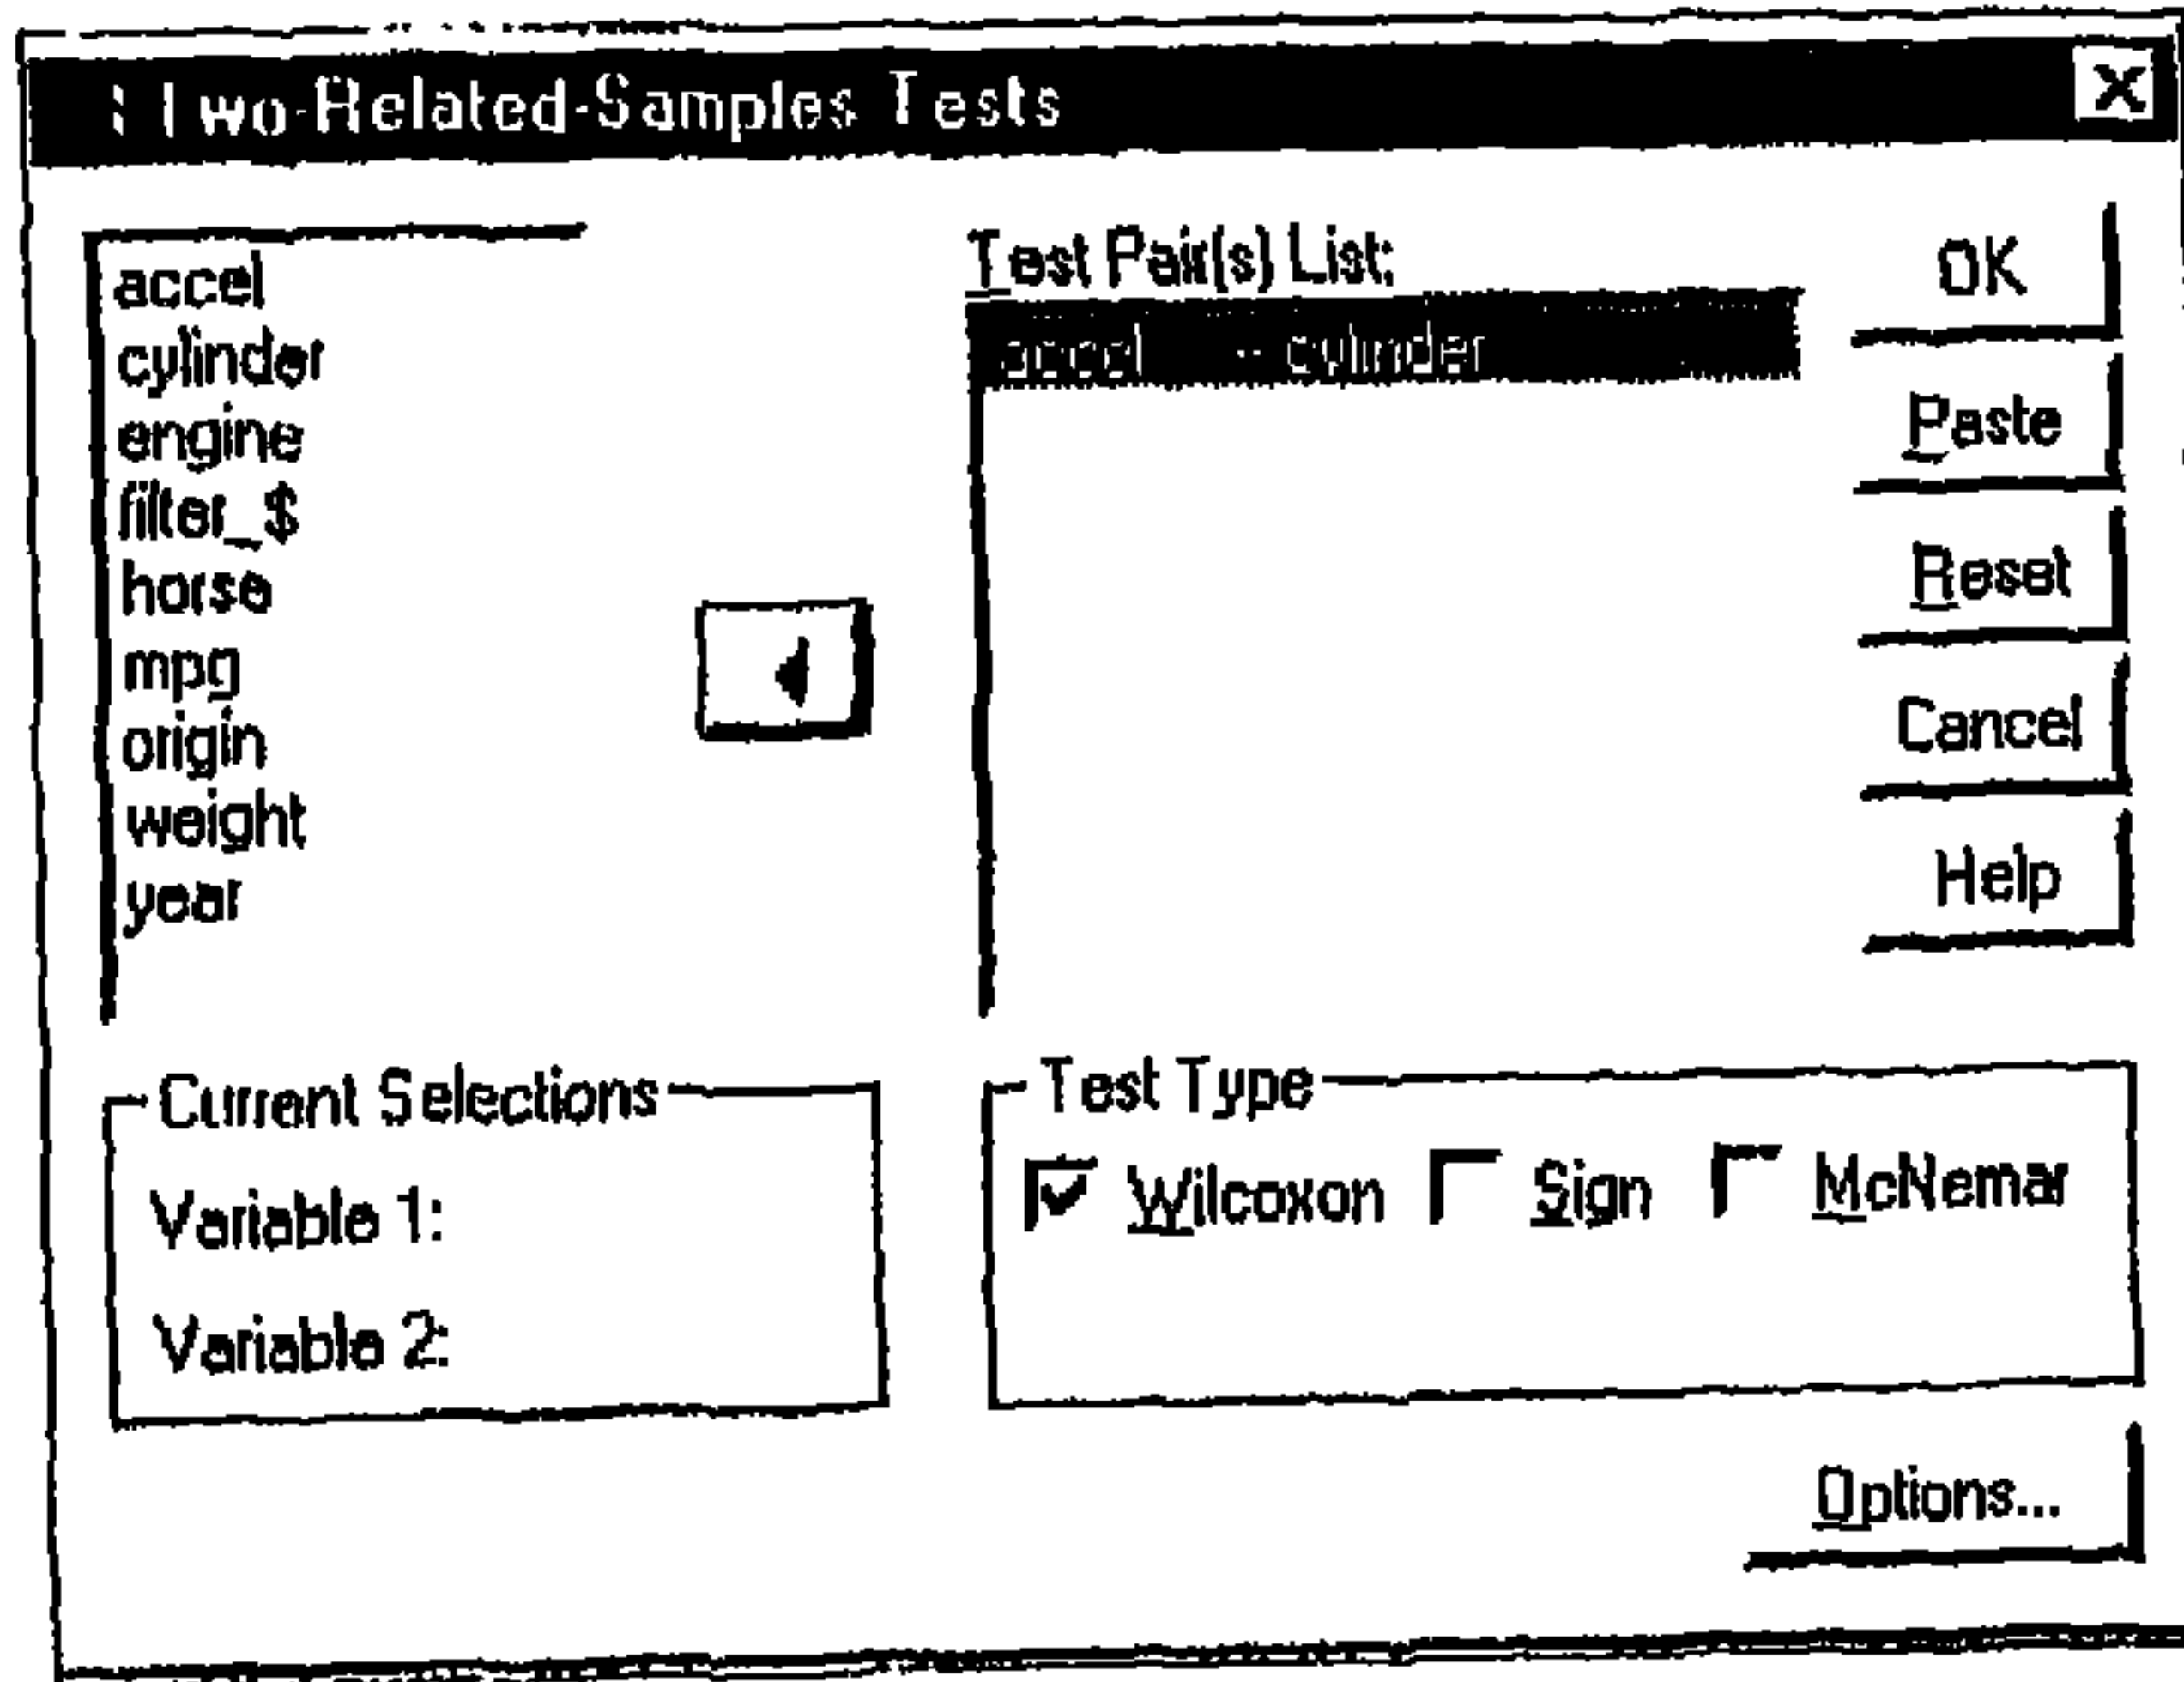 Two-Related-Samples Tests
accel
cylinder
engine
filter_$
horse
mpg
origin
weight
year
Test Pair(s) List:
accel -- cylinder
OK
Paste
Reset
Cancel
Help
Current Selections
Variable 1:
Variable 2:
Test Type
Wilcoxon Sign McNemar
Options...